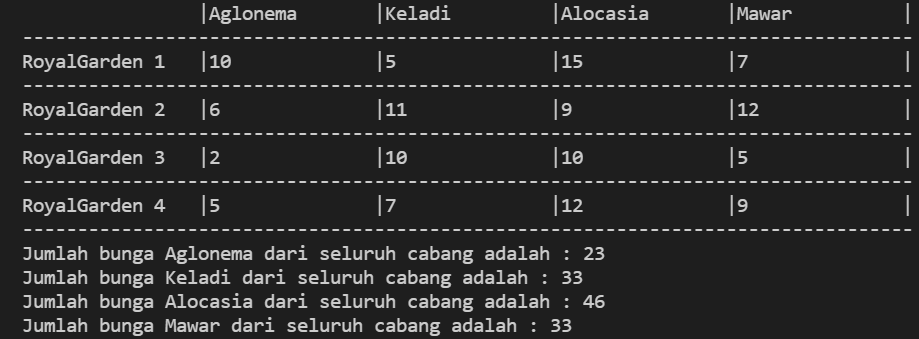 |Aglonema |Keladi |Alocasia |Mawar |
--------------------------------------------------------------------------------
RoyalGarden 1 |10 |5 |15 |7 |
--------------------------------------------------------------------------------
RoyalGarden 2 |6 |11 |9 |12 |
--------------------------------------------------------------------------------
RoyalGarden 3 |2 |10 |10 |5 |
--------------------------------------------------------------------------------
RoyalGarden 4 |5 |7 |12 |9 |
--------------------------------------------------------------------------------
Jumlah bunga Aglonema dari seluruh cabang adalah : 23
Jumlah bunga Keladi dari seluruh cabang adalah : 33
Jumlah bunga Alocasia dari seluruh cabang adalah : 46
Jumlah bunga Mawar dari seluruh cabang adalah : 33